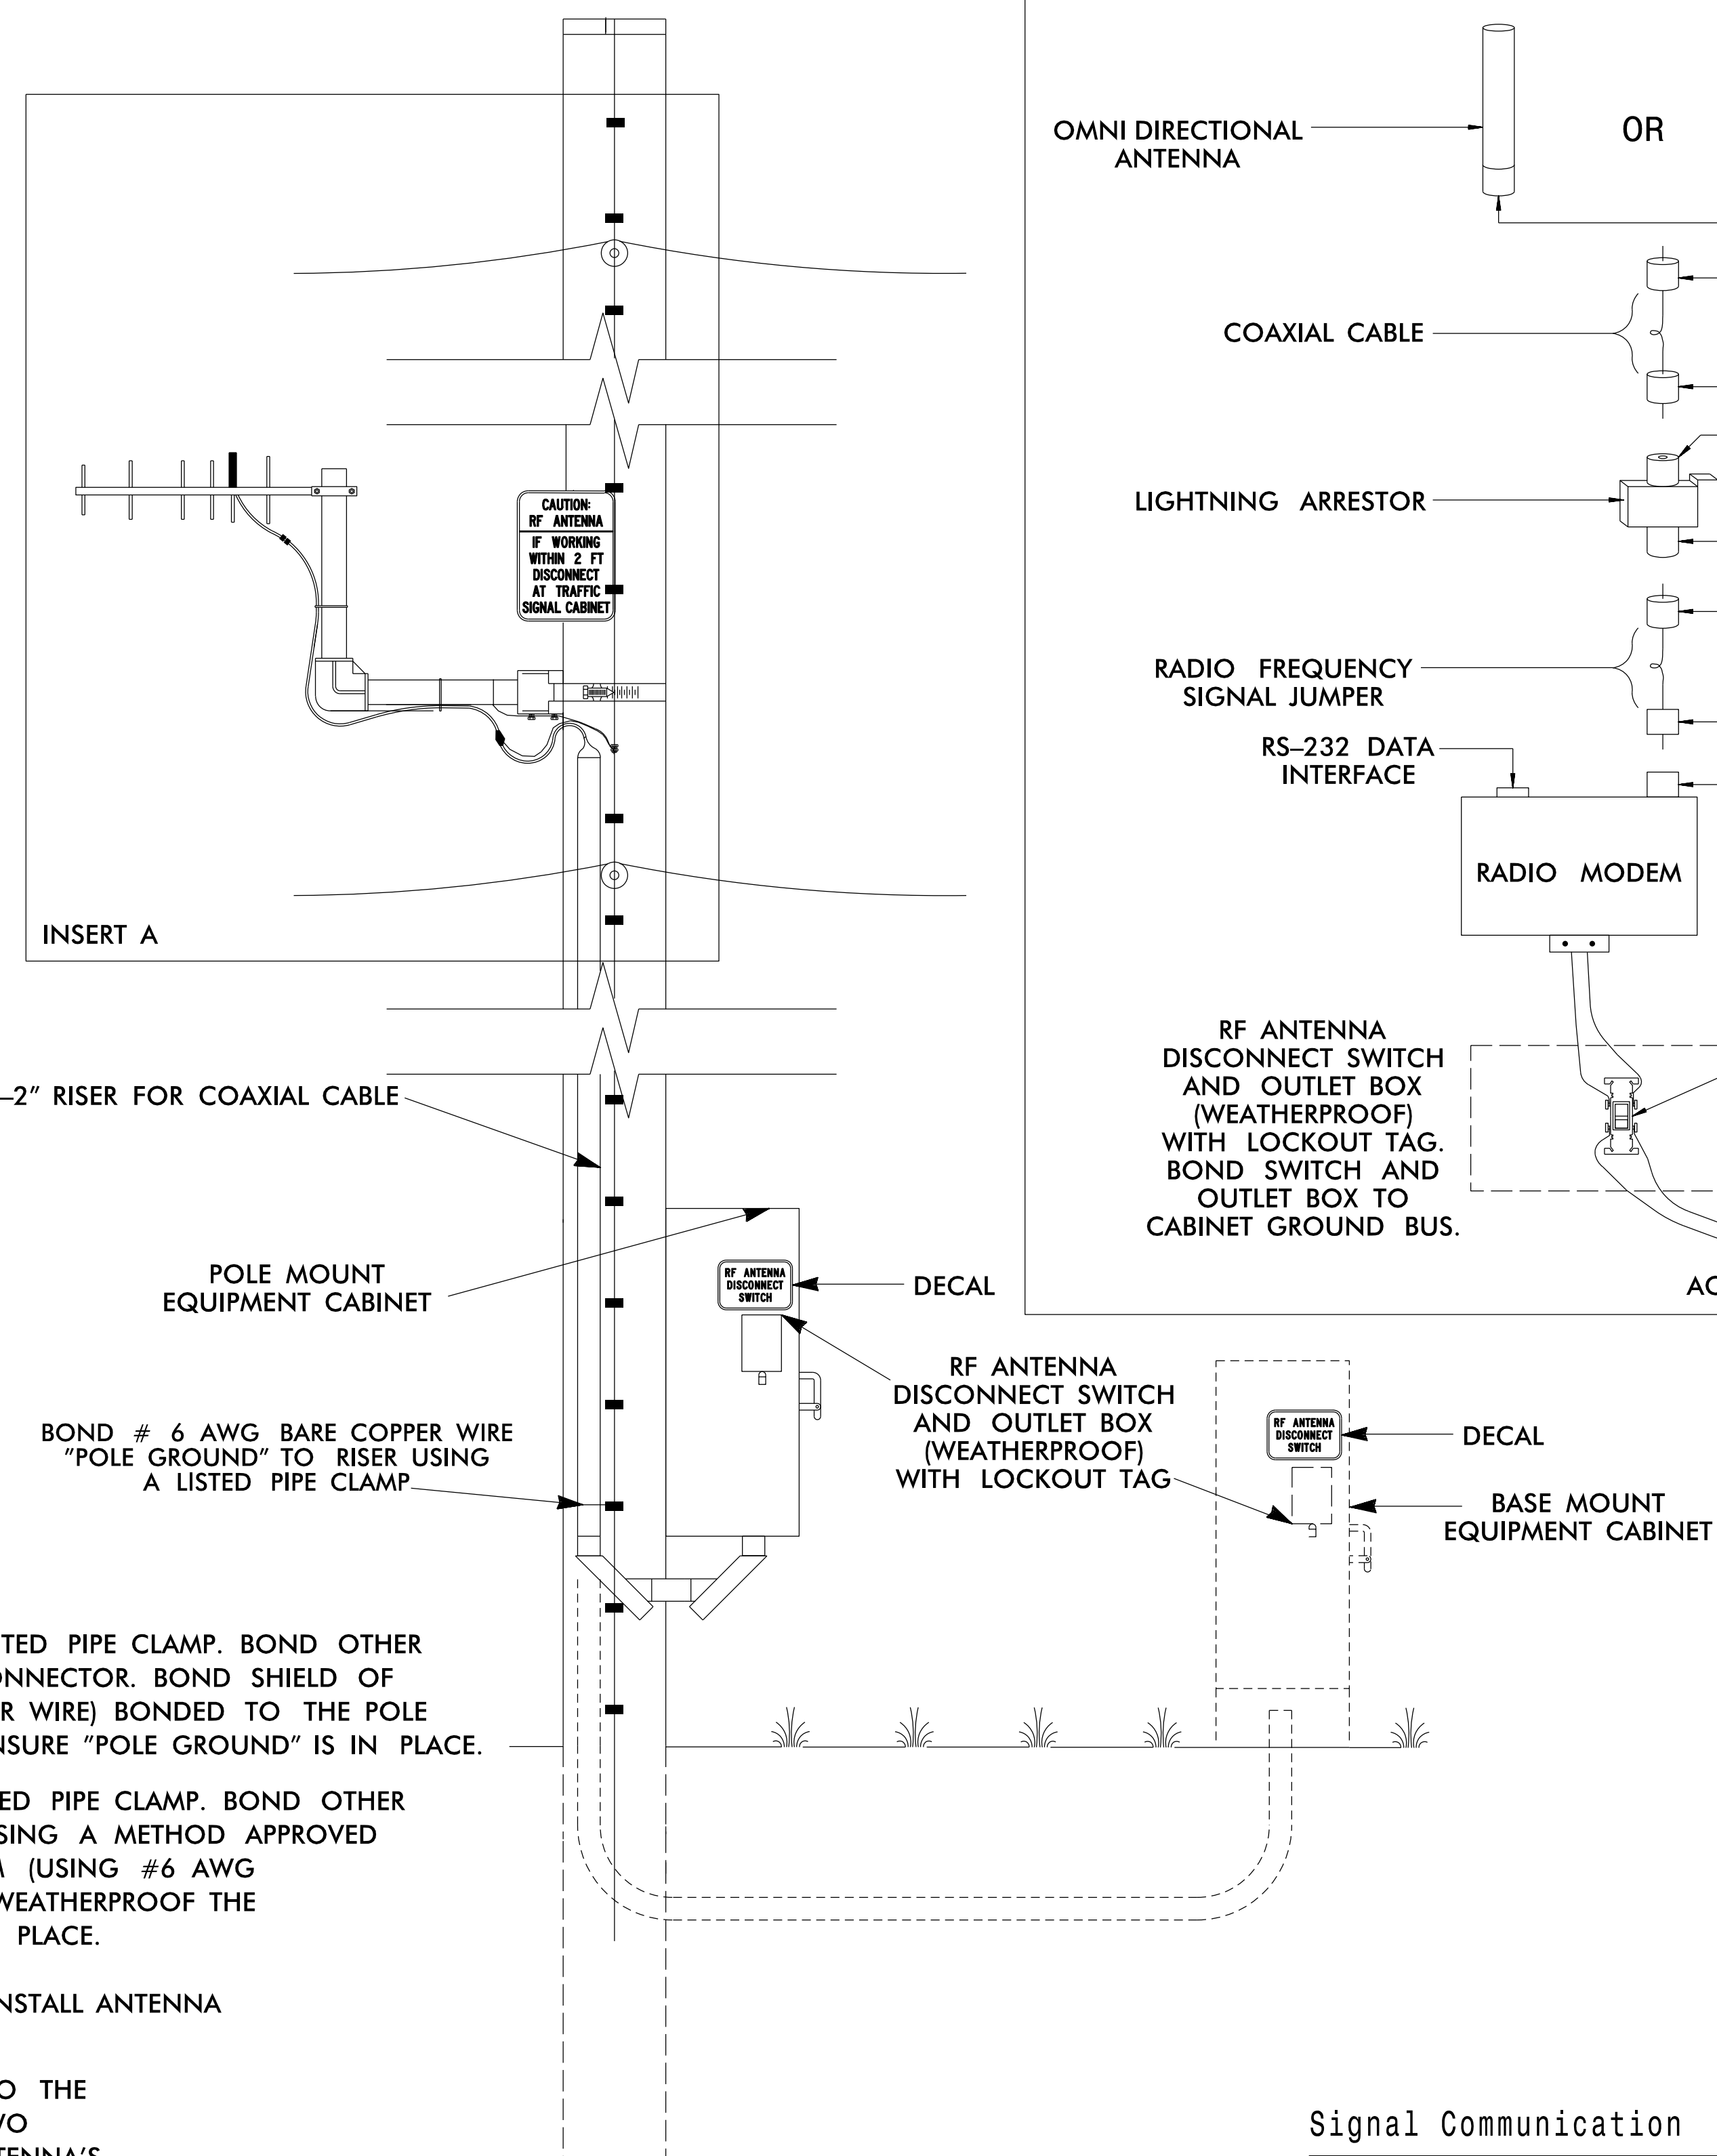 OMNI DIRECTIONAL
ANTENNA
OR
COAXIAL CABLE
LIGHTNING ARRESTOR
RADIO FREQUENCY
SIGNAL JUMPER
RS-232 DATA
INTERFACE
RADIO MODEM
RF ANTENNA
DISCONNECT SWITCH
AND OUTLET BOX
(WEATHERPROOF)
WITH LOCKOUT TAG.
BOND SWITCH AND
OUTLET BOX TO
CABINET GROUND BUS.
CAUTION:
RF ANTENNA
IF WORKING
WITHIN 2 FT
DISCONNECT
AT TRAFFIC
SIGNAL CABINET
INSERT A
–2" RISER FOR COAXIAL CABLE
POLE MOUNT
EQUIPMENT CABINET
RF ANTENNA
DISCONNECT
SWITCH
DECAL
RF ANTENNA
DISCONNECT SWITCH
AND OUTLET BOX
(WEATHERPROOF)
WITH LOCKOUT TAG
BOND # 6 AWG BARE COPPER WIRE
"POLE GROUND" TO RISER USING
A LISTED PIPE CLAMP
RF ANTENNA
DISCONNECT
SWITCH
DECAL
BASE MOUNT
EQUIPMENT CABINET
TED PIPE CLAMP. BOND OTHER
ONNECTOR. BOND SHIELD OF
R WIRE) BONDED TO THE POLE
NSURE "POLE GROUND" IS IN PLACE.
ED PIPE CLAMP. BOND OTHER
SING A METHOD APPROVED
(USING #6 AWG
WEATHERPROOF THE
PLACE.
NSTALL ANTENNA
O THE
Signal Communication